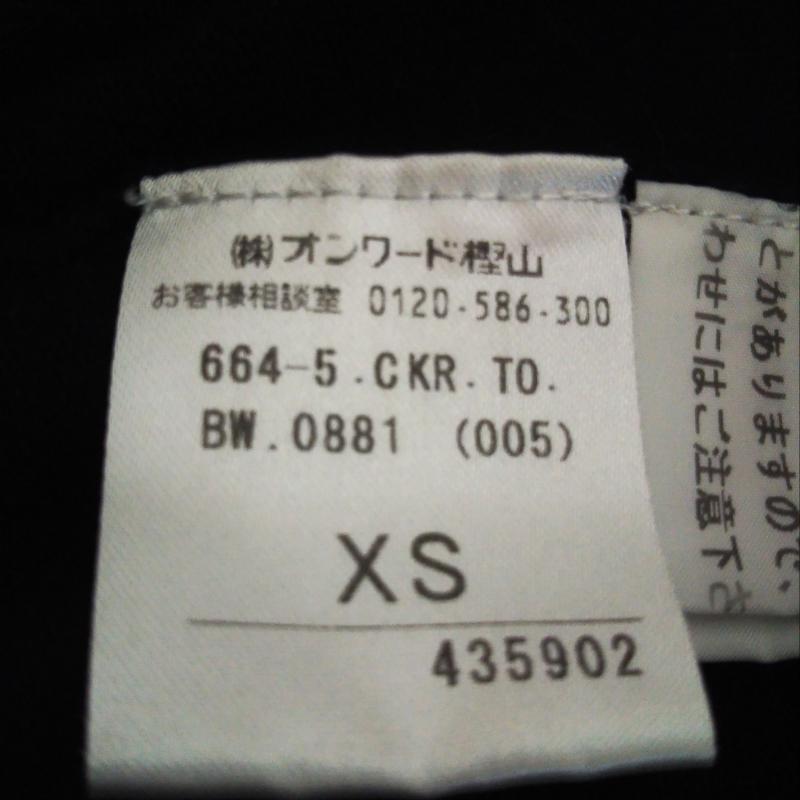 ㈱オンワード樫山
お客様相談室 0120-586-300
664-5.CKR.TO.
BW.0881 (005)
XS
435902
とがありますので、
わせにはご注意下さ